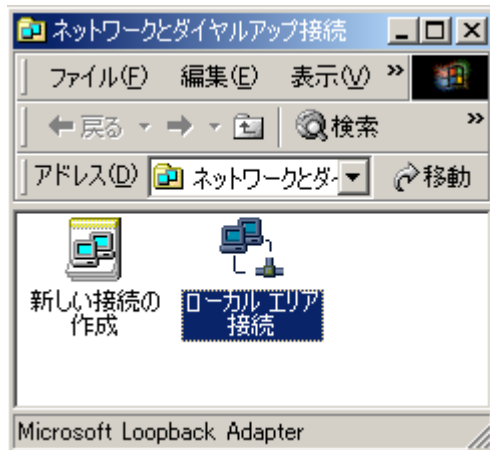 ネットワークとダイヤルアップ接続
ファイル(F) 編集(E) 表示(V) »
戻る 検索 »
アドレス(D) ネットワークとダイ 移動
新しい接続の
作成
ローカル エリア
接続
Microsoft Loopback Adapter